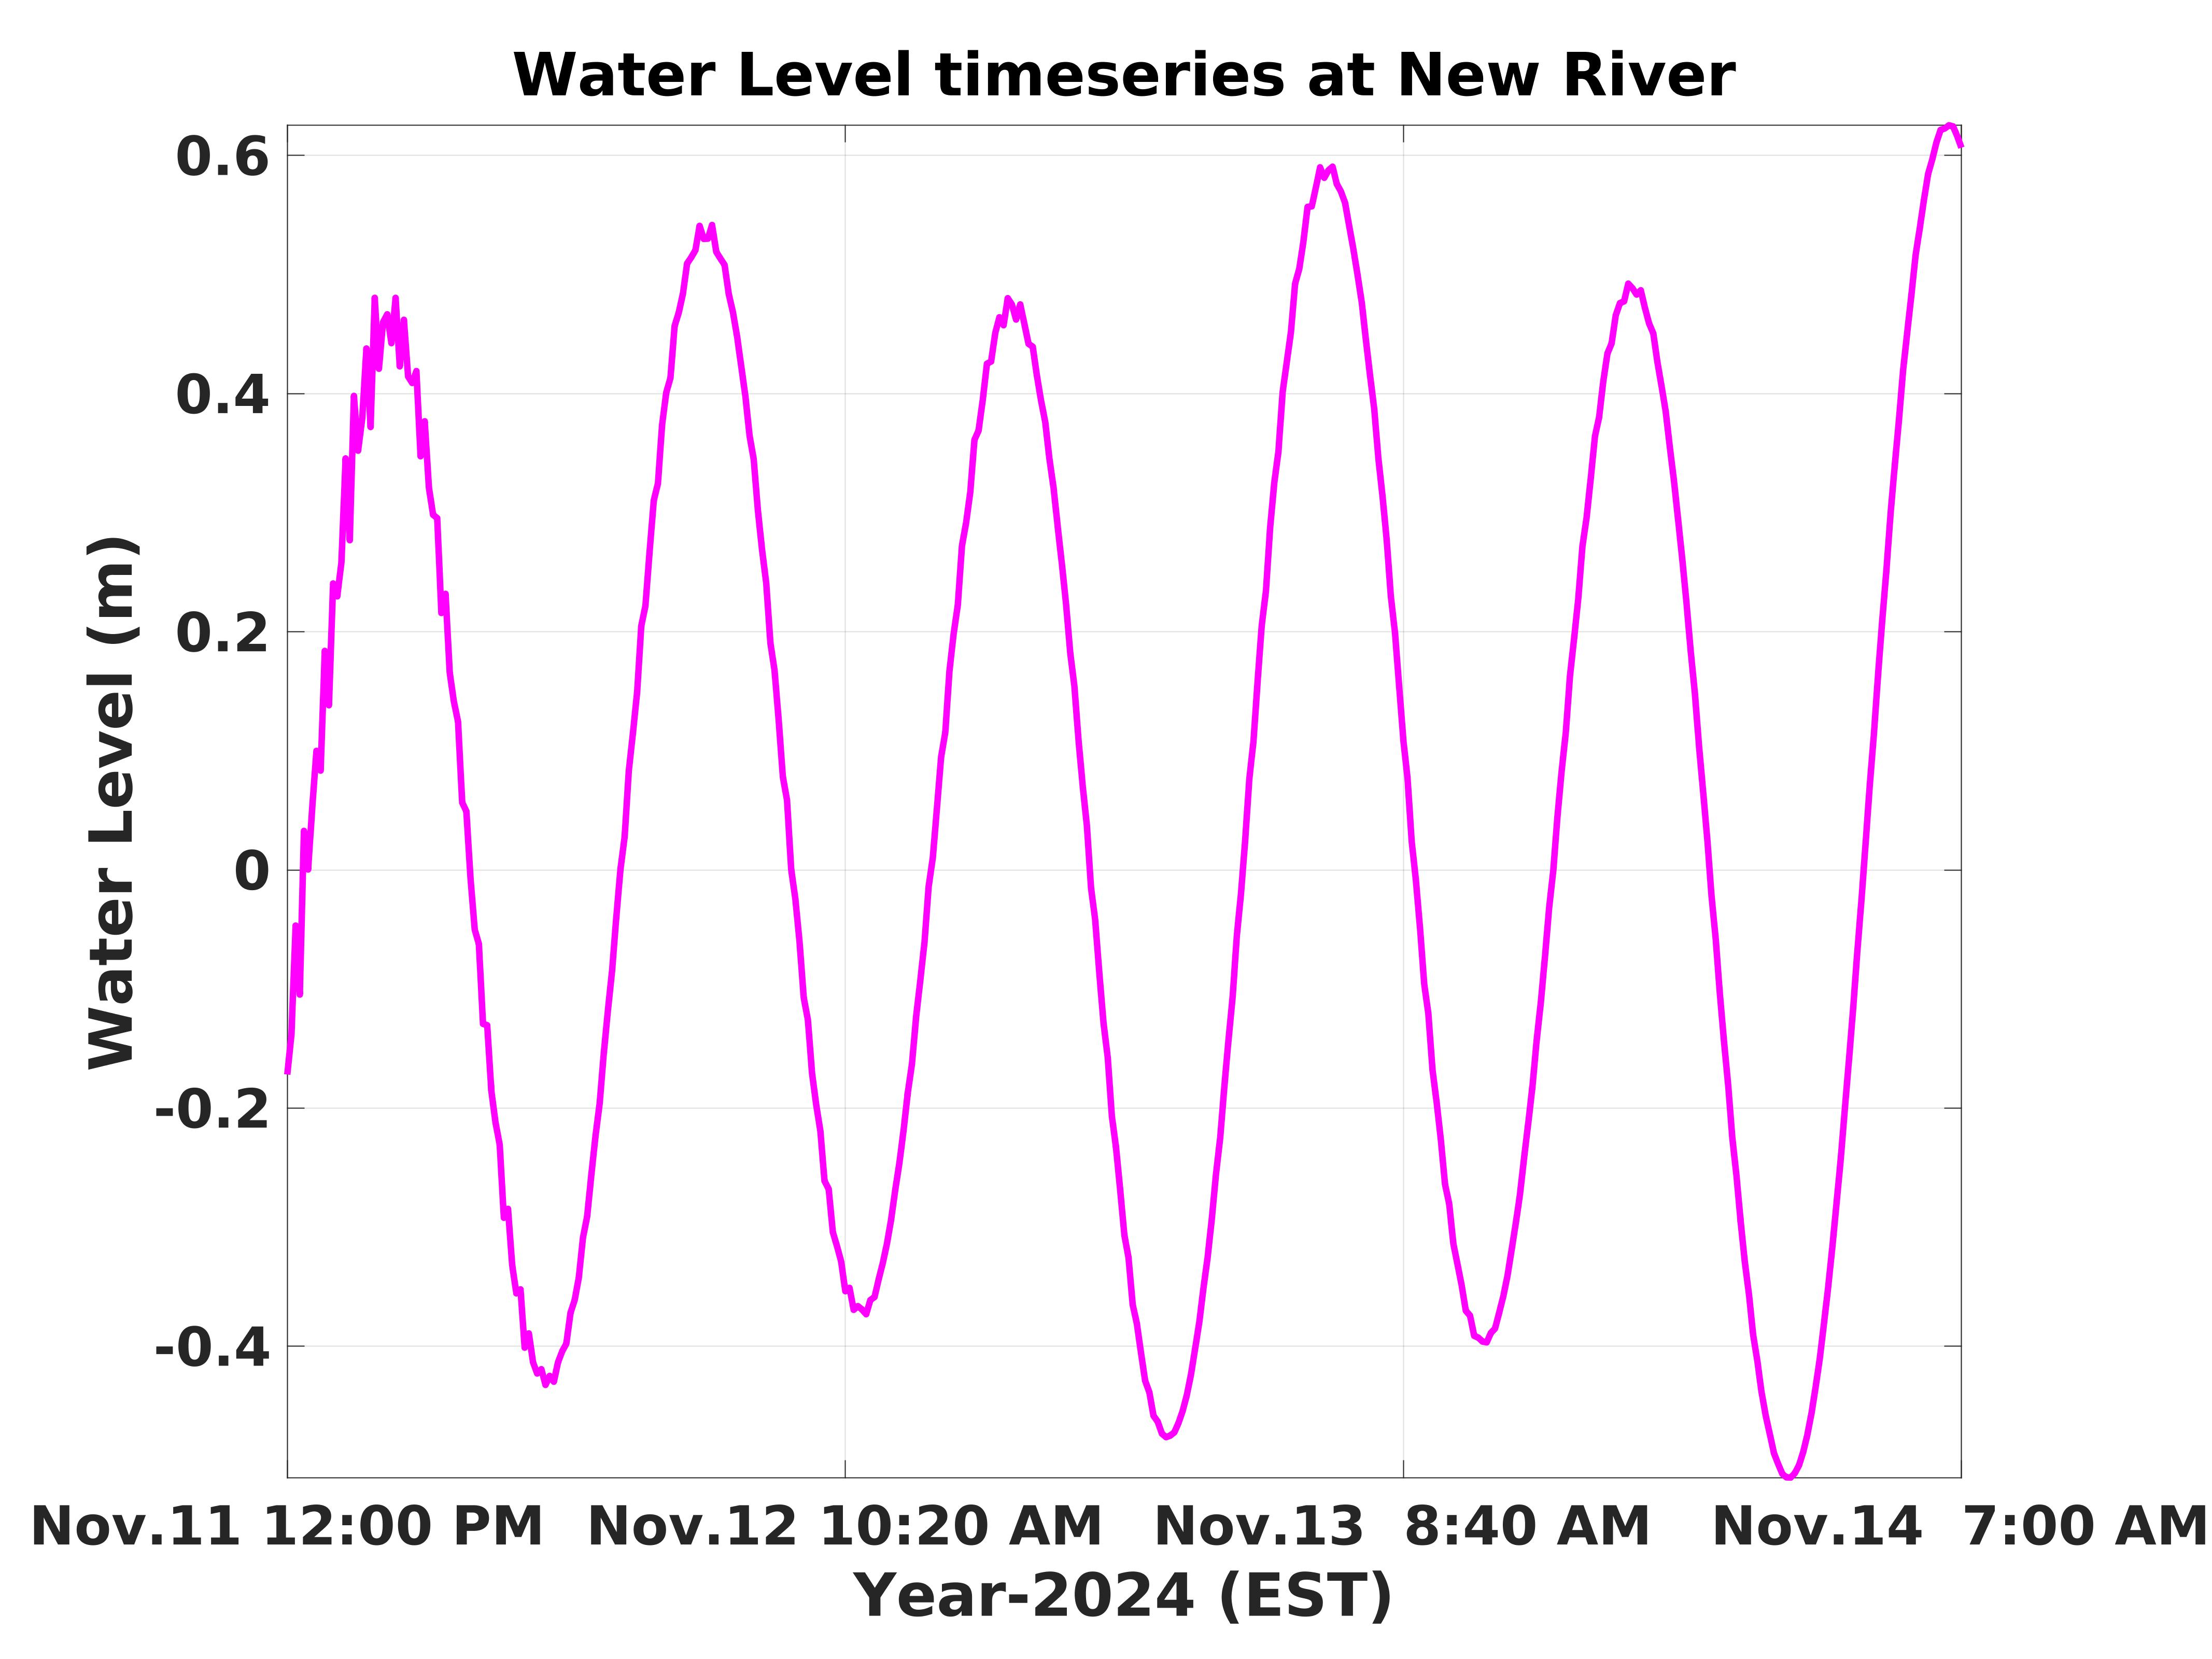 Water Level timeseries at New River
0.6
0.4
0.2
0
-0.2
-0.4
Water Level (m)
Nov.11 12:00 PM Nov.12 10:20 AM Nov.13 8:40 AM Nov.14 7:00 AM
Year-2024 (EST)